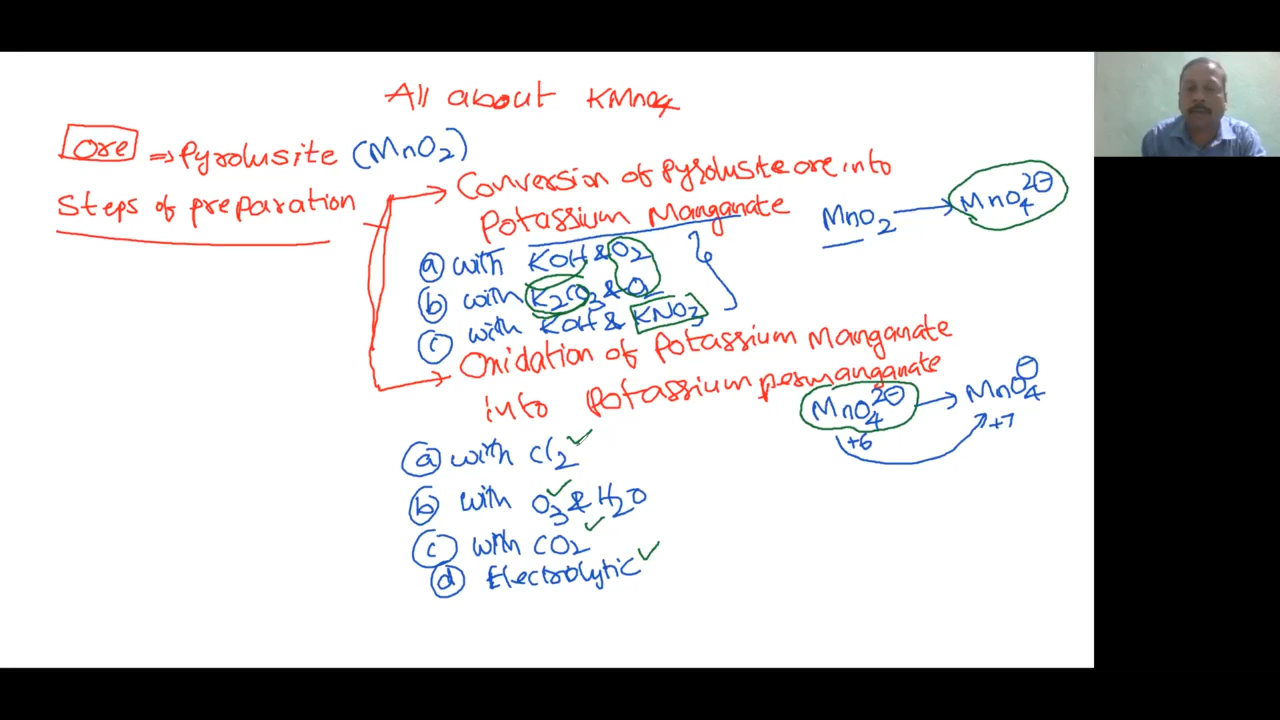 All about KMnO4
Ore ⇒ Pyrolusite (MnO2)
Steps of preparation
Conversion of Pyrolusite ore into
Potassium Manganate
MnO2 → MnO4 2⊖
ⓐ with KOH & O2
ⓑ with K2CO3 & O2
ⓒ with KOH & KNO3
Oxidation of Potassium Manganate
into Potassium permanganate
MnO4 2⊖ → MnO4 ⊖
+6 +7
ⓐ with Cl2 ✓
ⓑ with O3 ✓ & H2O
ⓒ with CO2 ✓
ⓓ Electrolytic ✓